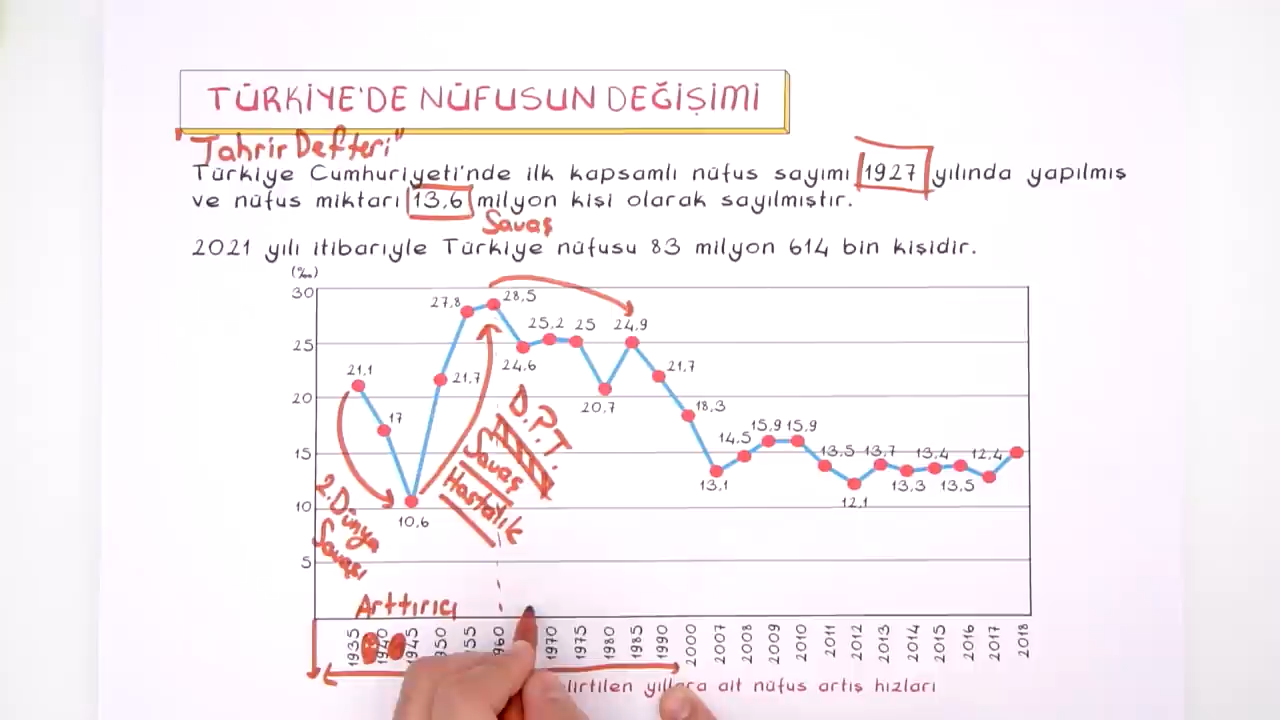 TÜRKİYE'DE NÜFUSUN DEĞİŞİMİ
"Tahrir Defteri"
Türkiye Cumhuriyeti'nde ilk kapsamlı nüfus sayımı 1927 yılında yapılmış
ve nüfus miktarı 13,6 milyon kişi olarak sayılmıştır.
Savaş
2021 yılı itibarıyle Türkiye nüfusu 83 milyon 614 bin kişidir.
(‰)
30
27,8
28,5
25,2
25
24,9
25
21,1
24,6
21,7
21,7
20
17
20,7
18,3
D.P.T.
15,9
15,9
14,5
15
13,5
13,7
13,4
12,4
Savaş
Hastalık
13,1
13,3
13,5
12,1
10
10,6
2. Dünya
Savaşı
5
Arttırıcı
1935 1940 1945 1950 1955 1960 1970 1975 1980 1985 1990 2000 2007 2008 2009 2010 2011 2012 2013 2014 2015 2016 2017 2018
yıllara ait nüfus artış hızları